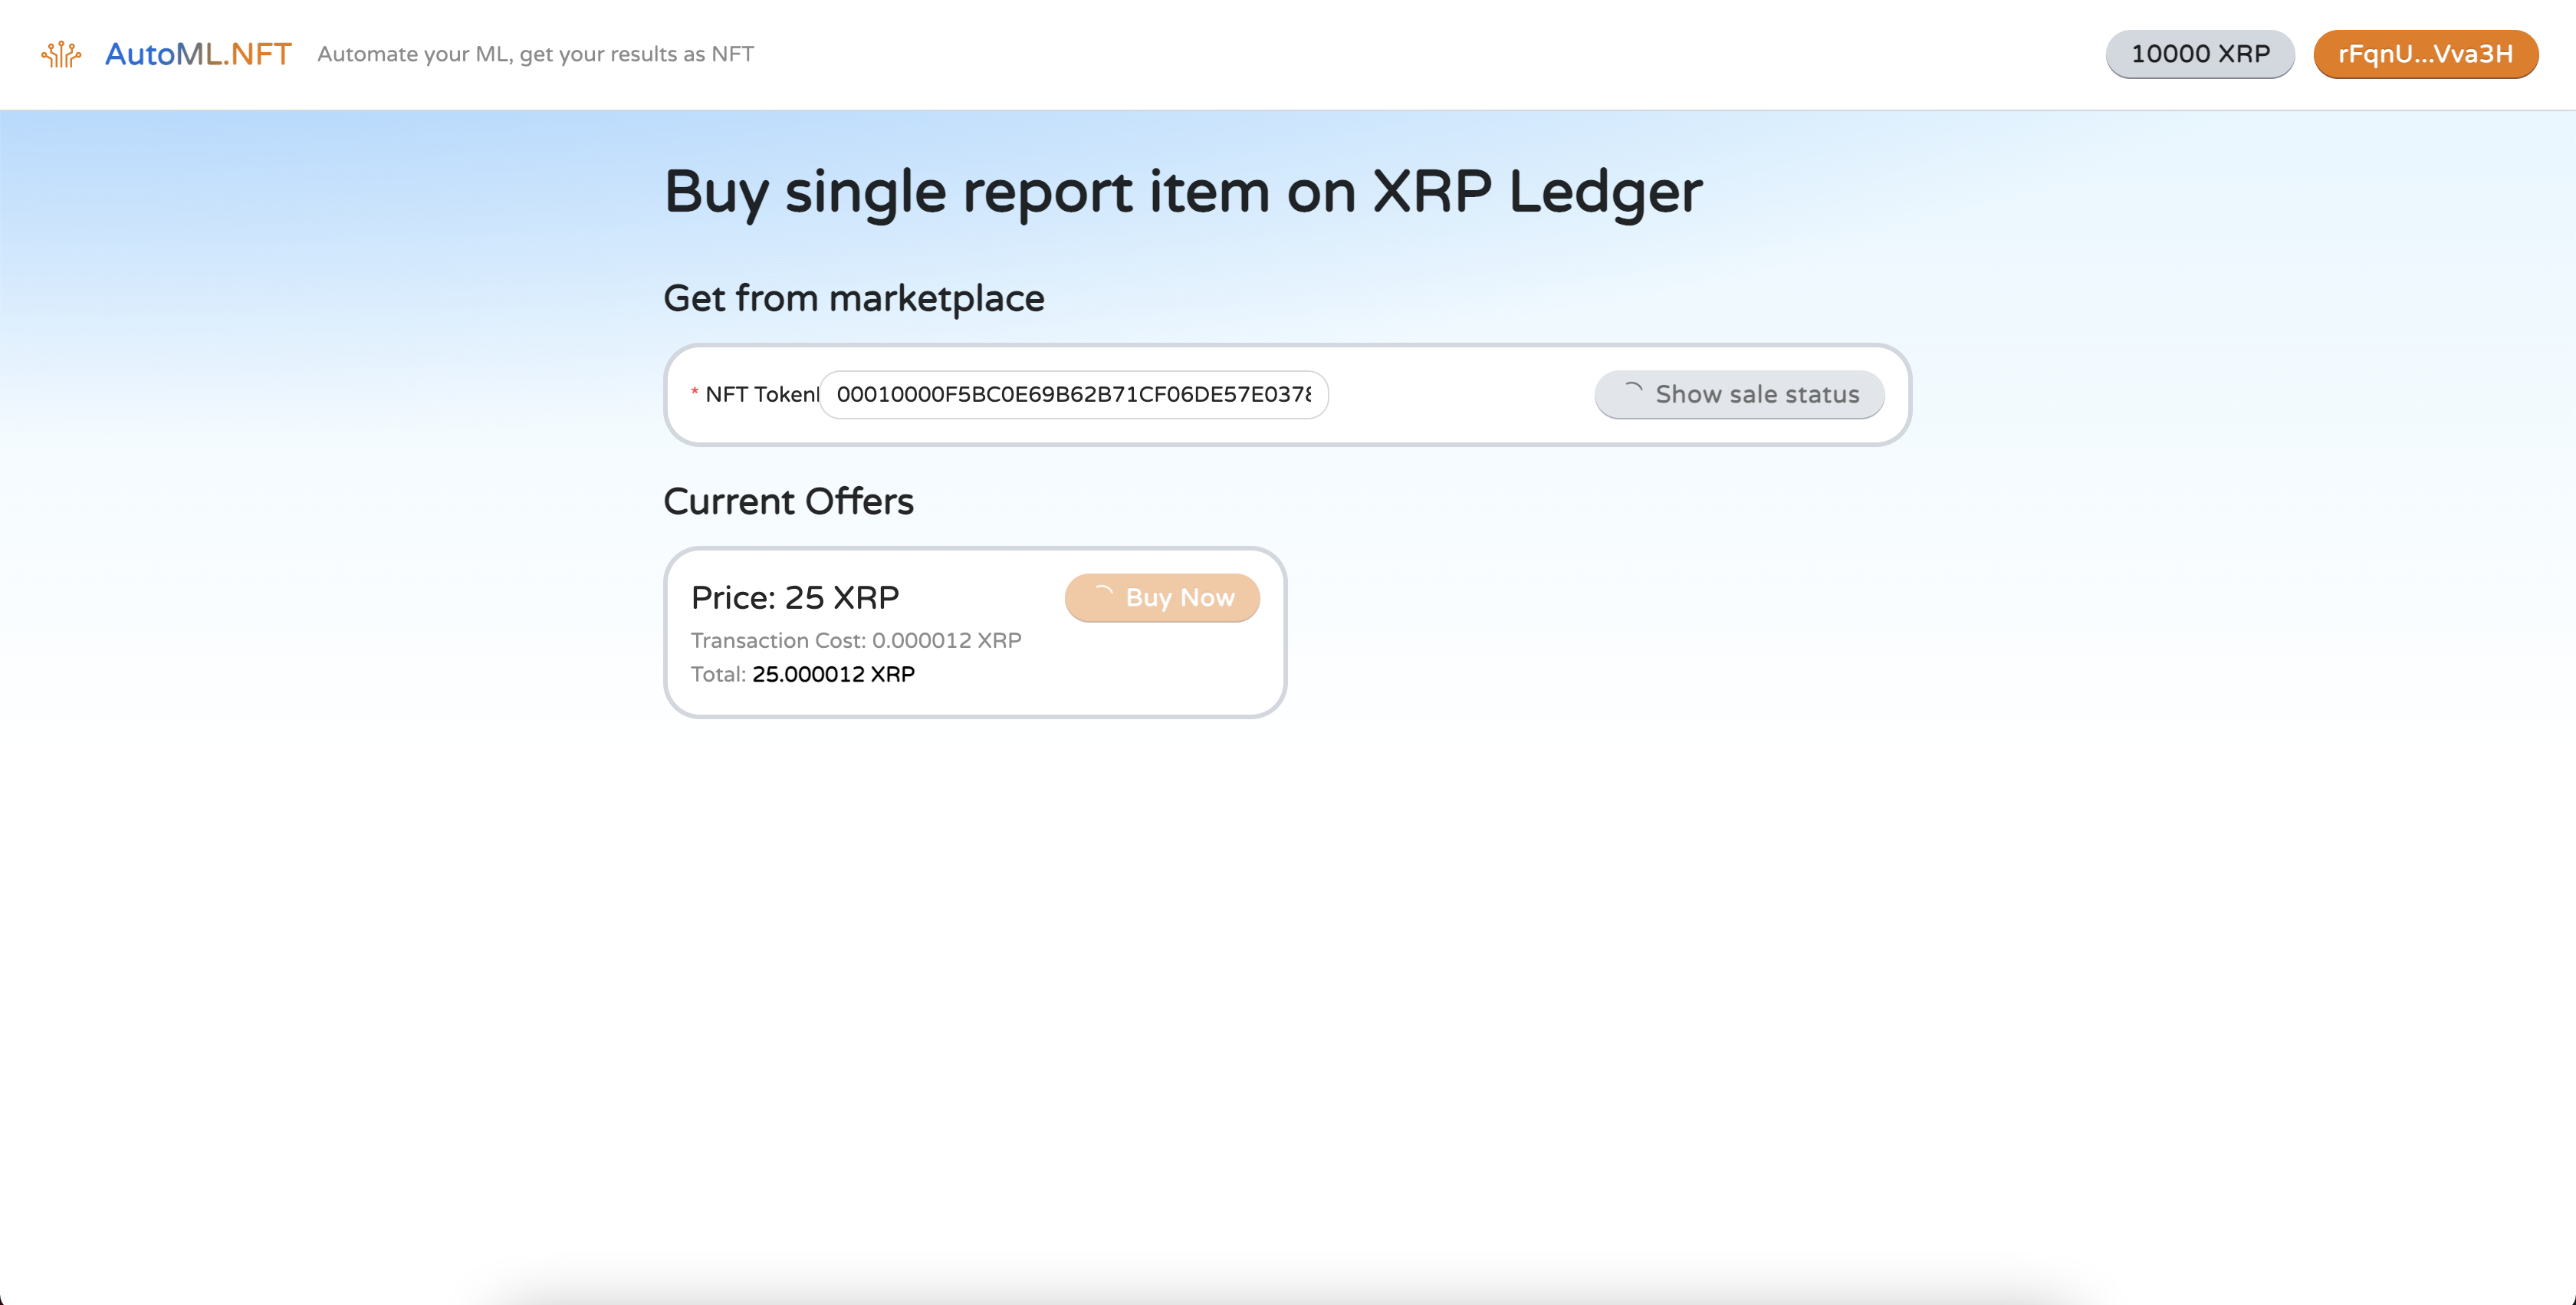 AutoML.NFT Automate your ML, get your results as NFT 10000 XRP rFqnU...Vva3H
Buy single report item on XRP Ledger
Get from marketplace
* NFT TokenI 00010000F5BC0E69B62B71CF06DE57E0378 Show sale status
Current Offers
Price: 25 XRP Buy Now
Transaction Cost: 0.000012 XRP
Total: 25.000012 XRP